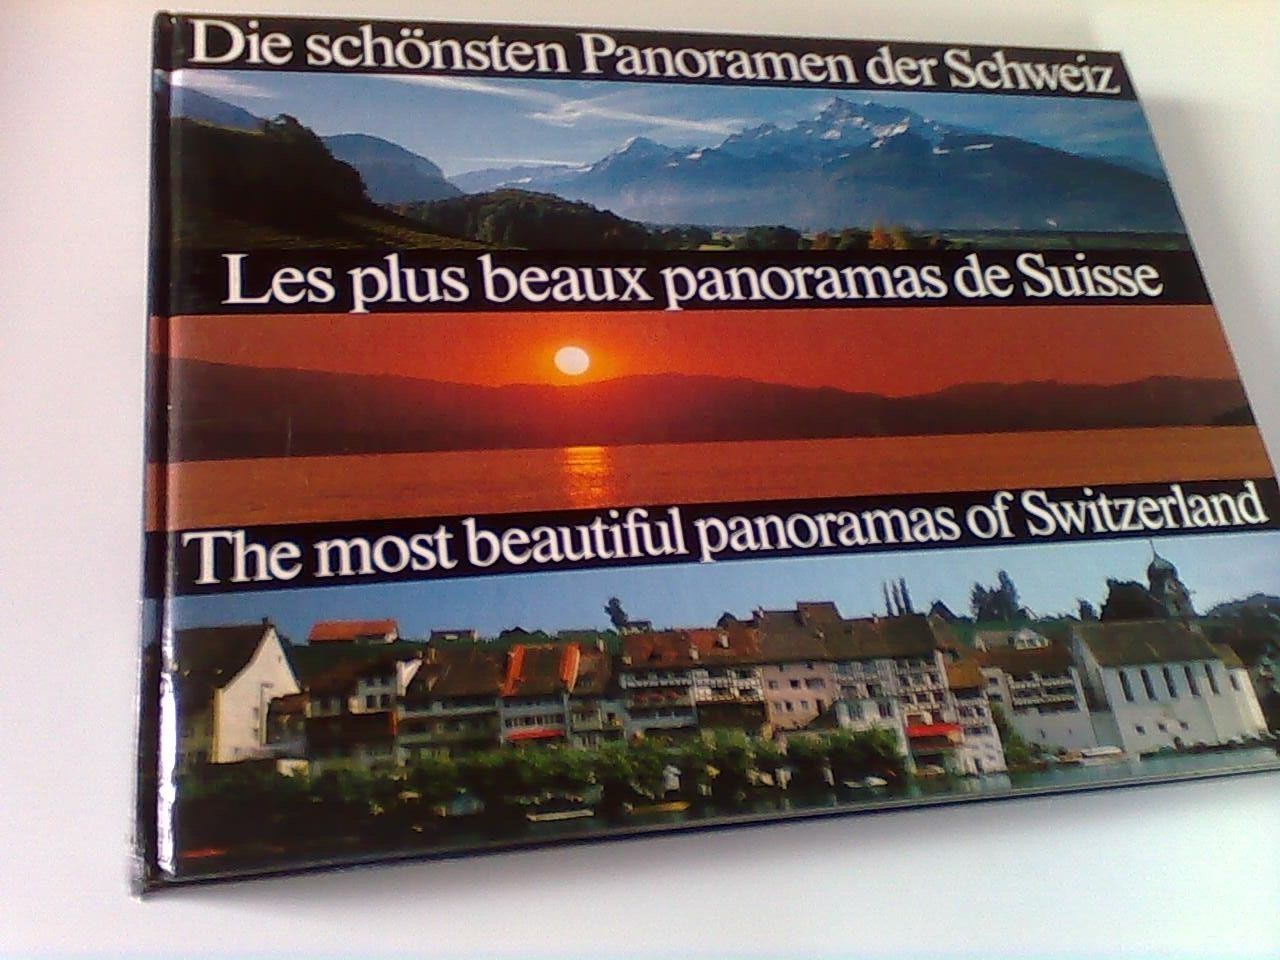 Die schönsten Panoramen der Schweiz
Les plus beaux panoramas de Suisse
The most beautiful panoramas of Switzerland